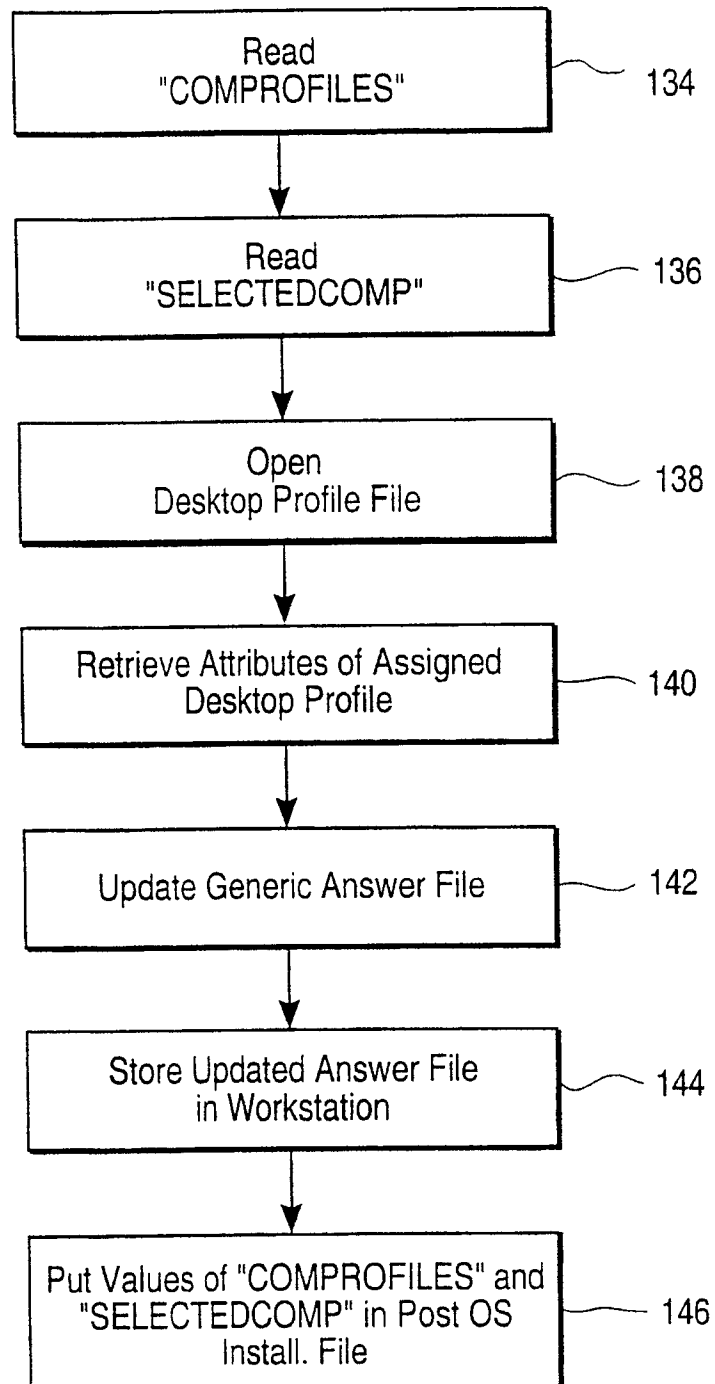 Read
"COMPROFILES"
134
Read
"SELECTEDCOMP"
136
Open
Desktop Profile File
138
Retrieve Attributes of Assigned
Desktop Profile
140
Update Generic Answer File
142
Store Updated Answer File
in Workstation
144
Put Values of "COMPROFILES" and
"SELECTEDCOMP" in Post OS
Install. File
146